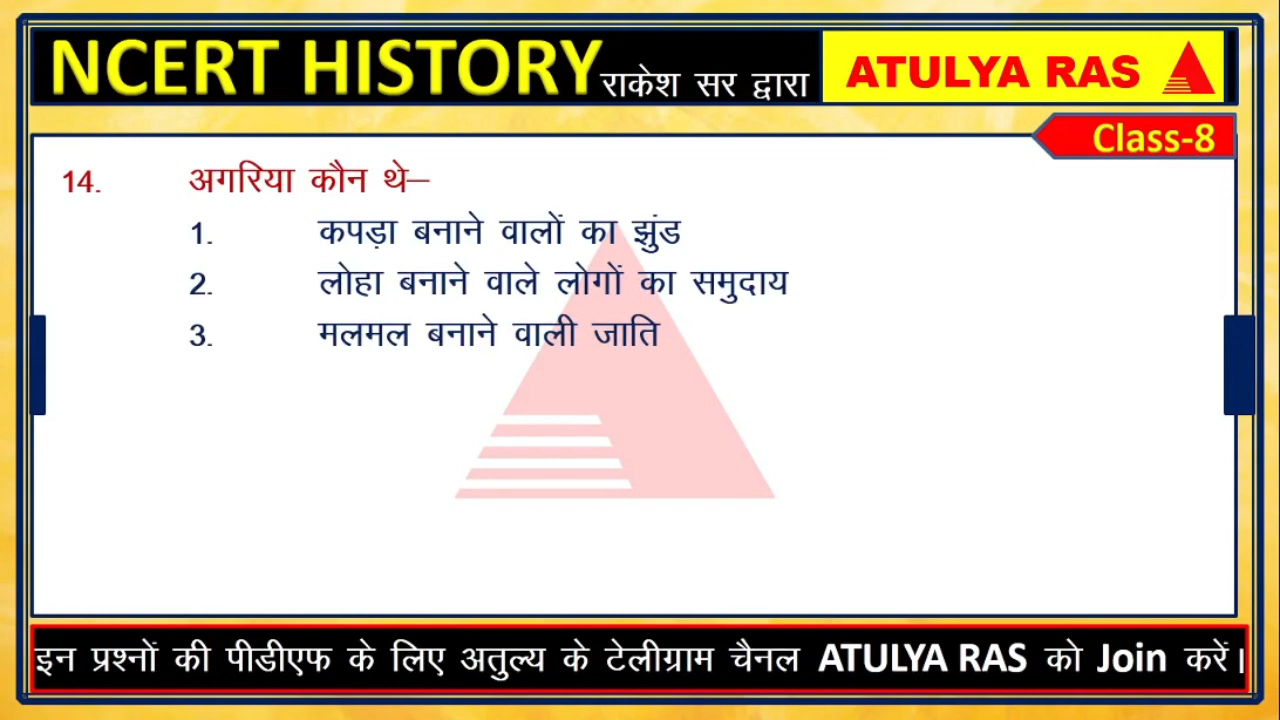 NCERT HISTORY राकेश सर द्वारा ATULYA RAS
Class-8
14. अगरिया कौन थे–
1. कपड़ा बनाने वालों का झुंड
2. लोहा बनाने वाले लोगों का समुदाय
3. मलमल बनाने वाली जाति
इन प्रश्नों की पीडीएफ के लिए अतुल्य के टेलीग्राम चैनल ATULYA RAS को Join करें।